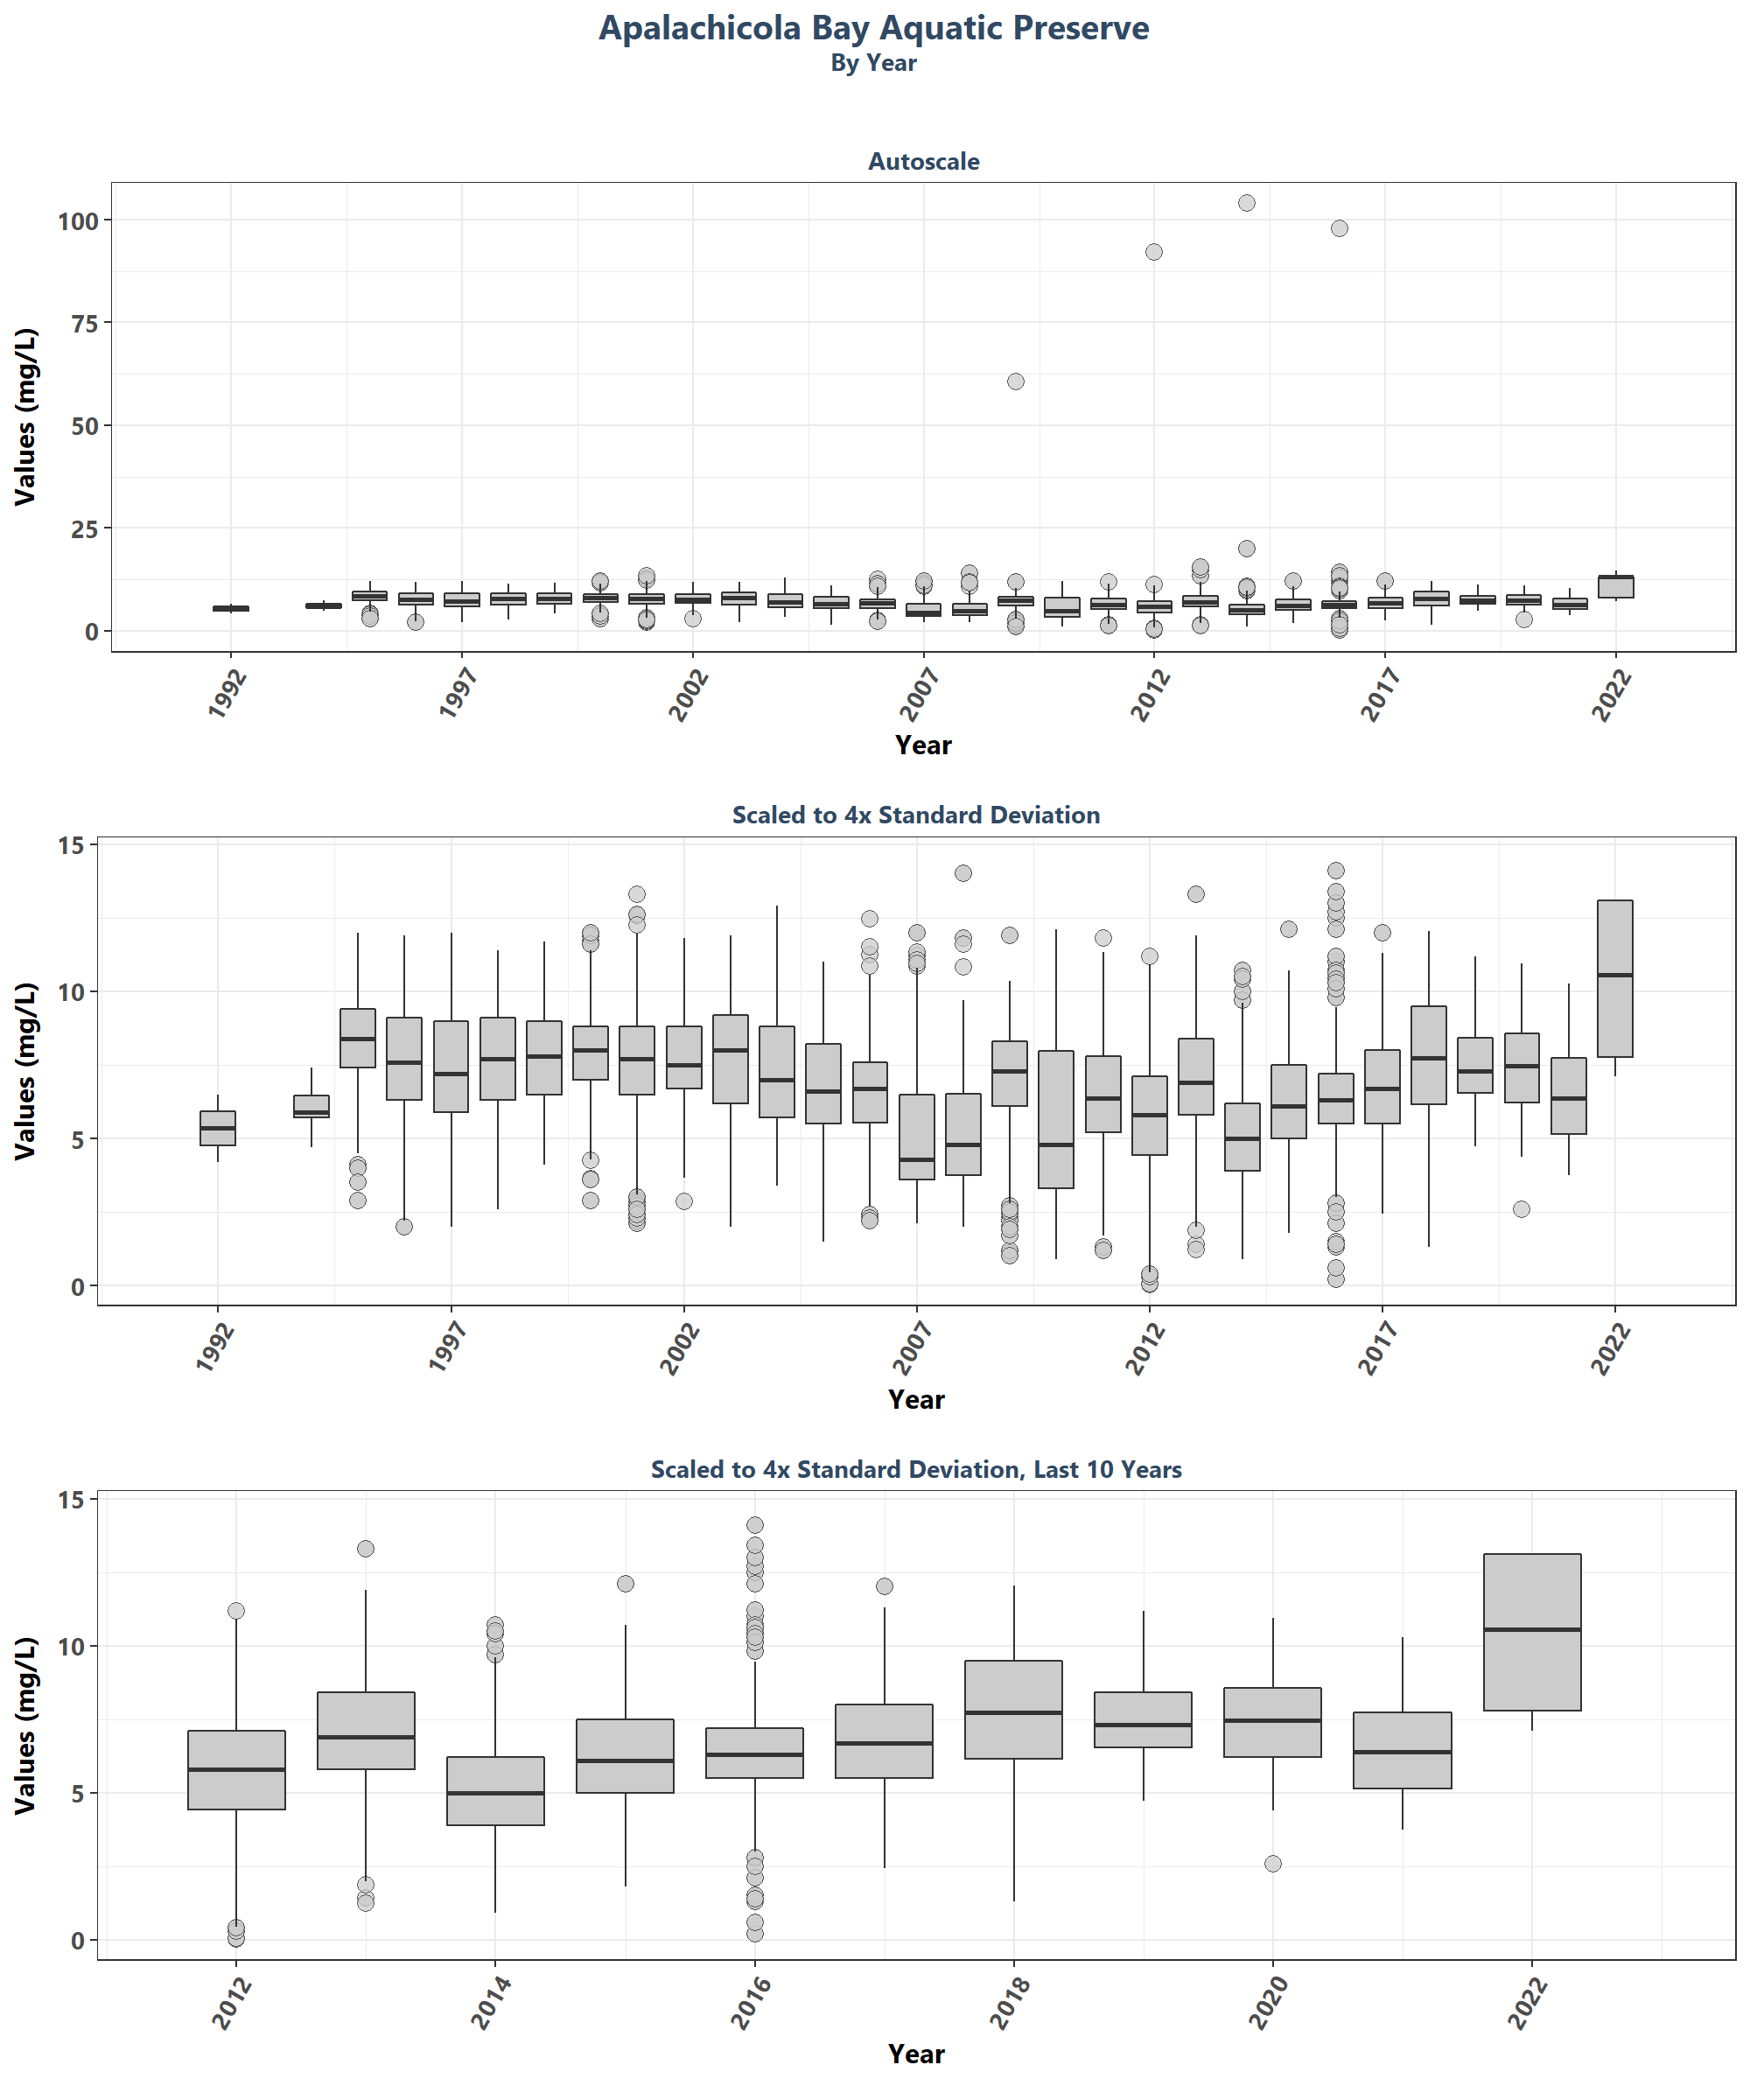 Apalachicola Bay Aquatic Preserve
By Year
Autoscale
Values (mg/L)
100
75
50
25
0
1992 1997 2002 2007 2012 2017 2022
Year
Scaled to 4x Standard Deviation
Values (mg/L)
15
10
5
0
1992 1997 2002 2007 2012 2017 2022
Year
Scaled to 4x Standard Deviation, Last 10 Years
Values (mg/L)
15
10
5
0
2012 2014 2016 2018 2020 2022
Year